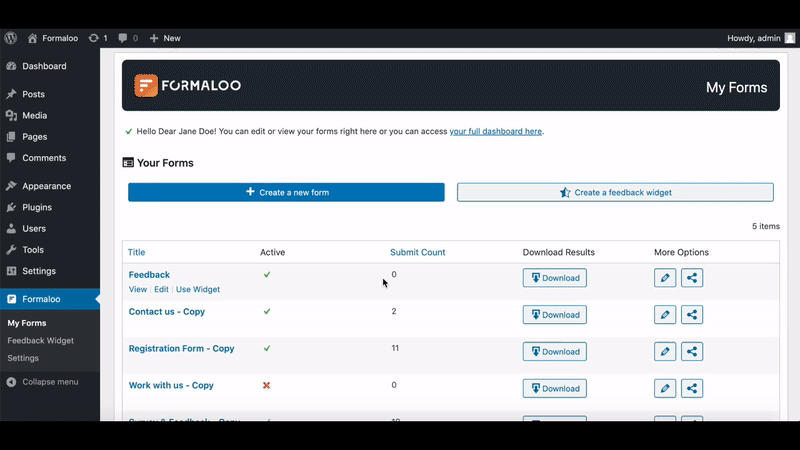 Formaloo 1 0 New Howdy, admin
Dashboard
Posts
Media
Pages
Comments
Appearance
Plugins
Users
Tools
Settings
Formaloo
My Forms
Feedback Widget
Settings
Collapse menu
FORMALOO My Forms
Hello Dear Jane Doe! You can edit or view your forms right here or you can access your full dashboard here.
Your Forms
Create a new form Create a feedback widget
5 items
Title Active Submit Count Download Results More Options
Feedback 0 Download
View | Edit | Use Widget
Contact us - Copy 2 Download
Registration Form - Copy 11 Download
Work with us - Copy 0 Download